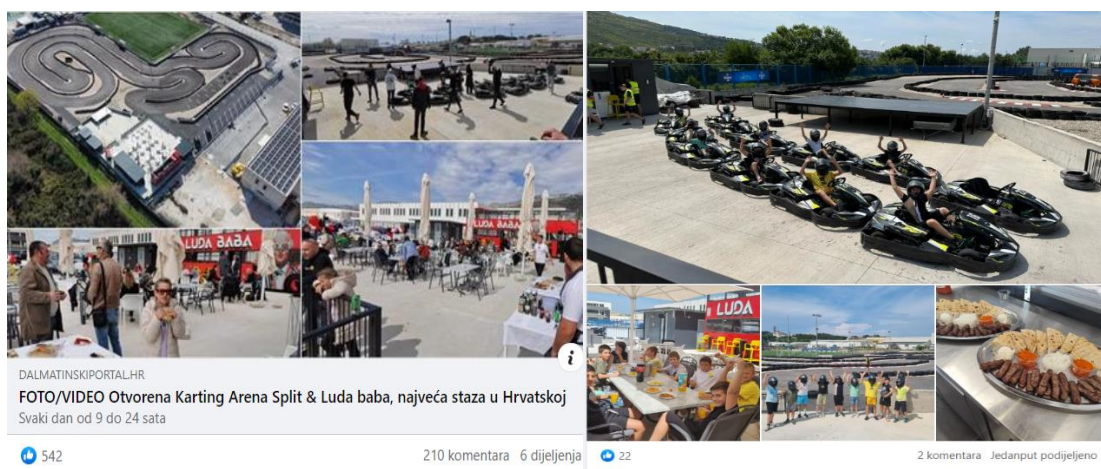 LUDA BABA
LUDA BABA
DALMATINSKIPORTAL.HR
FOTO/VIDEO Otvorena Karting Arena Split & Luda baba, najveća staza u Hrvatskoj
Svaki dan od 9 do 24 sata
542
210 komentara 6 dijeljenja
LUDA
22
2 komentara Jedanput podijeljeno